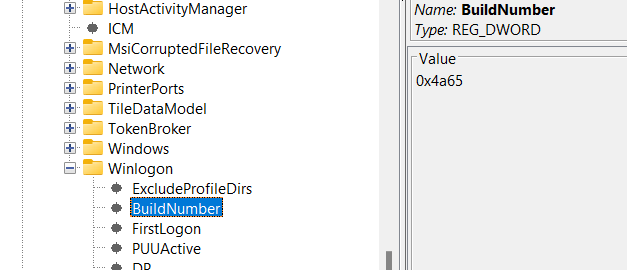 HostActivityManager
ICM
MsiCorruptedFileRecovery
Network
PrinterPorts
TileDataModel
TokenBroker
Windows
Winlogon
ExcludeProfileDirs
BuildNumber
FirstLogon
PUUActive
DP
Name: BuildNumber
Type: REG_DWORD
Value
0x4a65